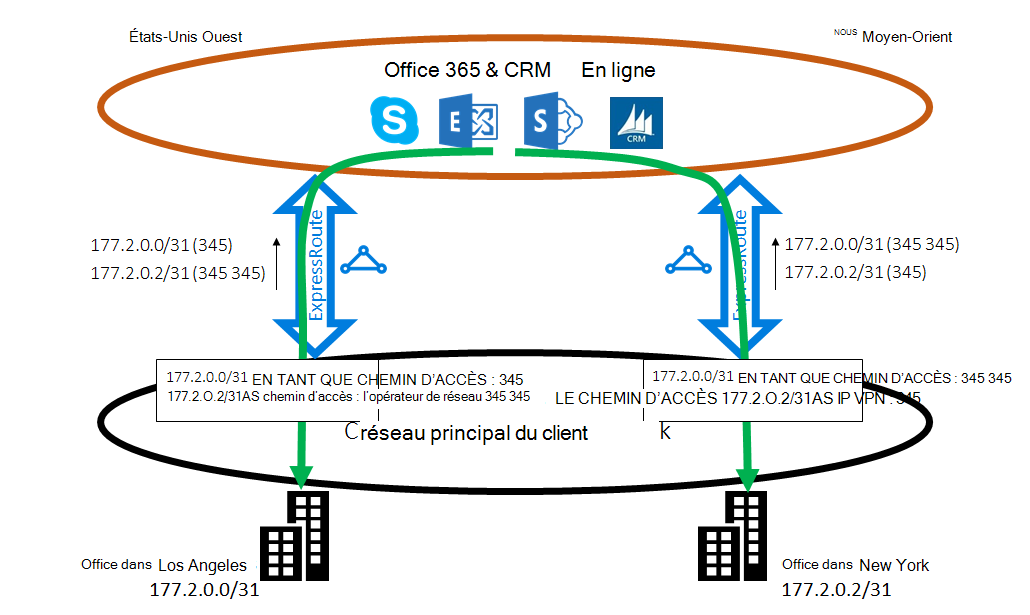 États-Unis Ouest
NOUS Moyen-Orient
Office 365 & CRM En ligne
S
E
S
CRM
ExpressRoute
ExpressRoute
177.2.0.0/31 (345)
177.2.0.2/31 (345 345)
177.2.0.0/31 (345 345)
177.2.0.2/31 (345)
177.2.0.0/31 EN TANT QUE CHEMIN D'ACCÈS : 345
177.2.O.2/31AS chemin d'accès : l'opérateur de réseau 345 345
177.2.0.0/31 EN TANT QUE CHEMIN D'ACCÈS : 345 345
LE CHEMIN D'ACCÈS 177.2.O.2/31AS IP VPN : 345
C réseau principal du client k
Office dans Los Angeles
177.2.0.0/31
Office dans New York
177.2.0.2/31